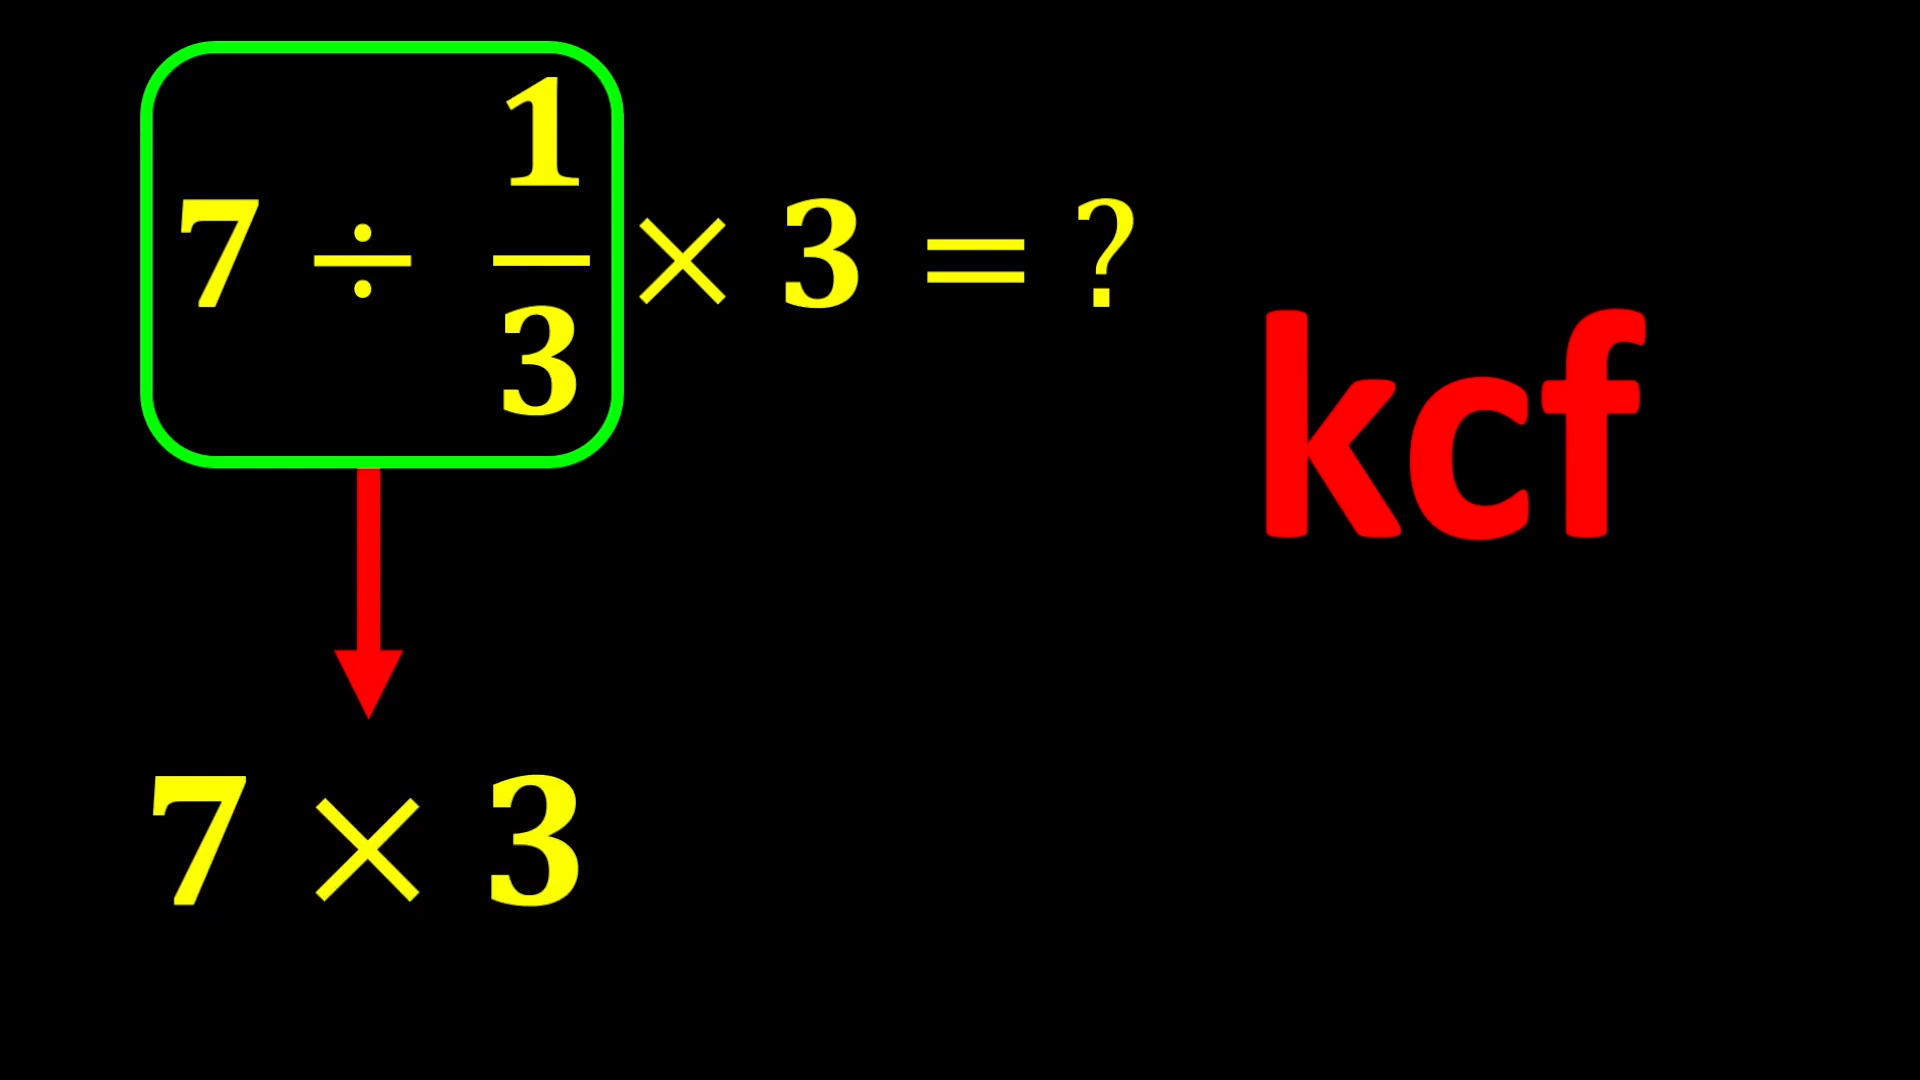 7 ÷ 1/3 × 3 = ?
kcf
7 × 3